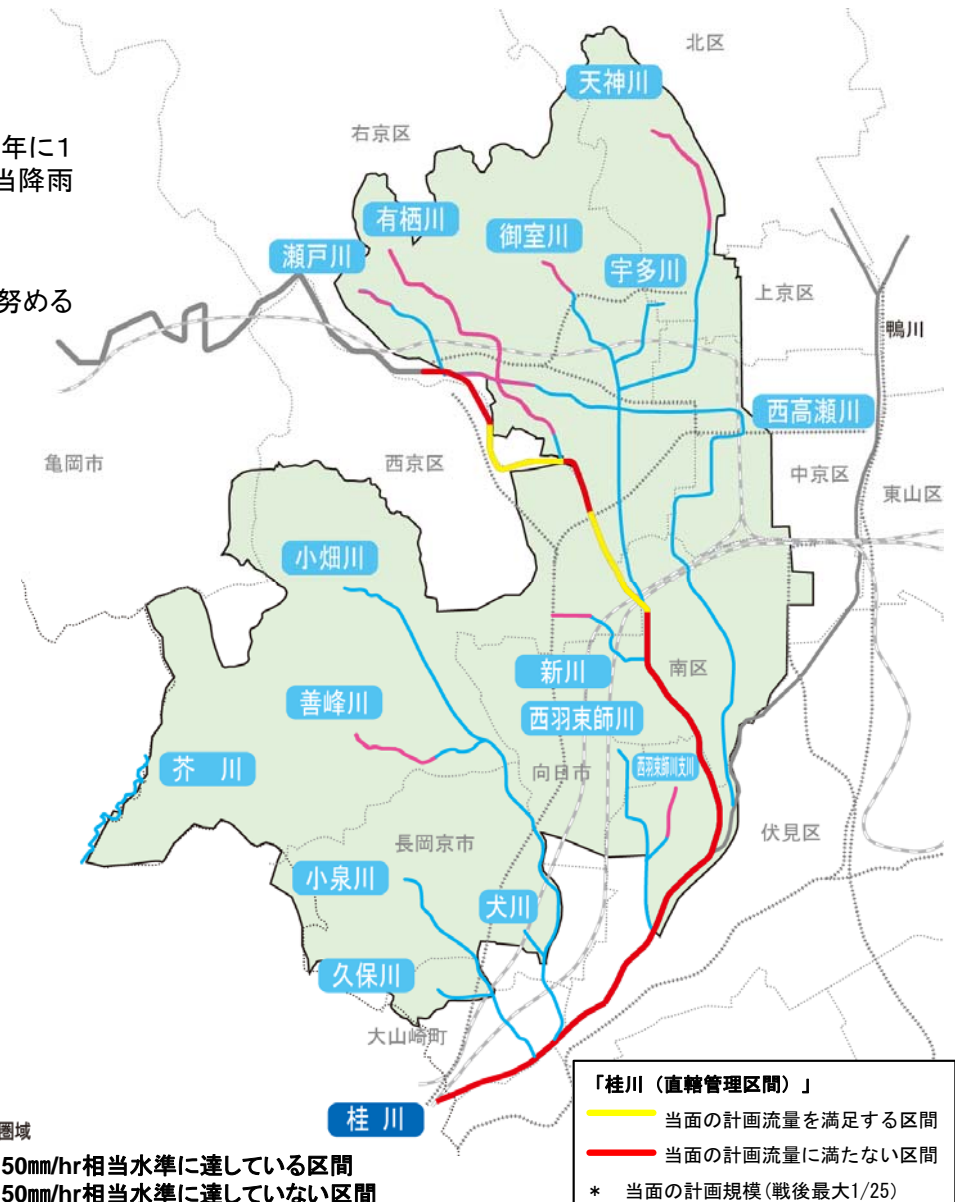 北区
天神川
年に1
当降雨
右京区
有栖川
御室川
瀬戸川
宇多川
上京区
努める
鴨川
西高瀬川
亀岡市
西京区
中京区
東山区
小畑川
新川
南区
善峰川
西羽東師川
芥 川
向日市
西羽東師川支川
伏見区
長岡京市
小泉川
犬川
久保川
大山崎町
桂 川
圏域
50㎜/hr相当水準に達している区間
50㎜/hr相当水準に達していない区間
「桂川（直轄管理区間）」
当面の計画流量を満足する区間
当面の計画流量に満たない区間
* 当面の計画規模(戦後最大1/25)